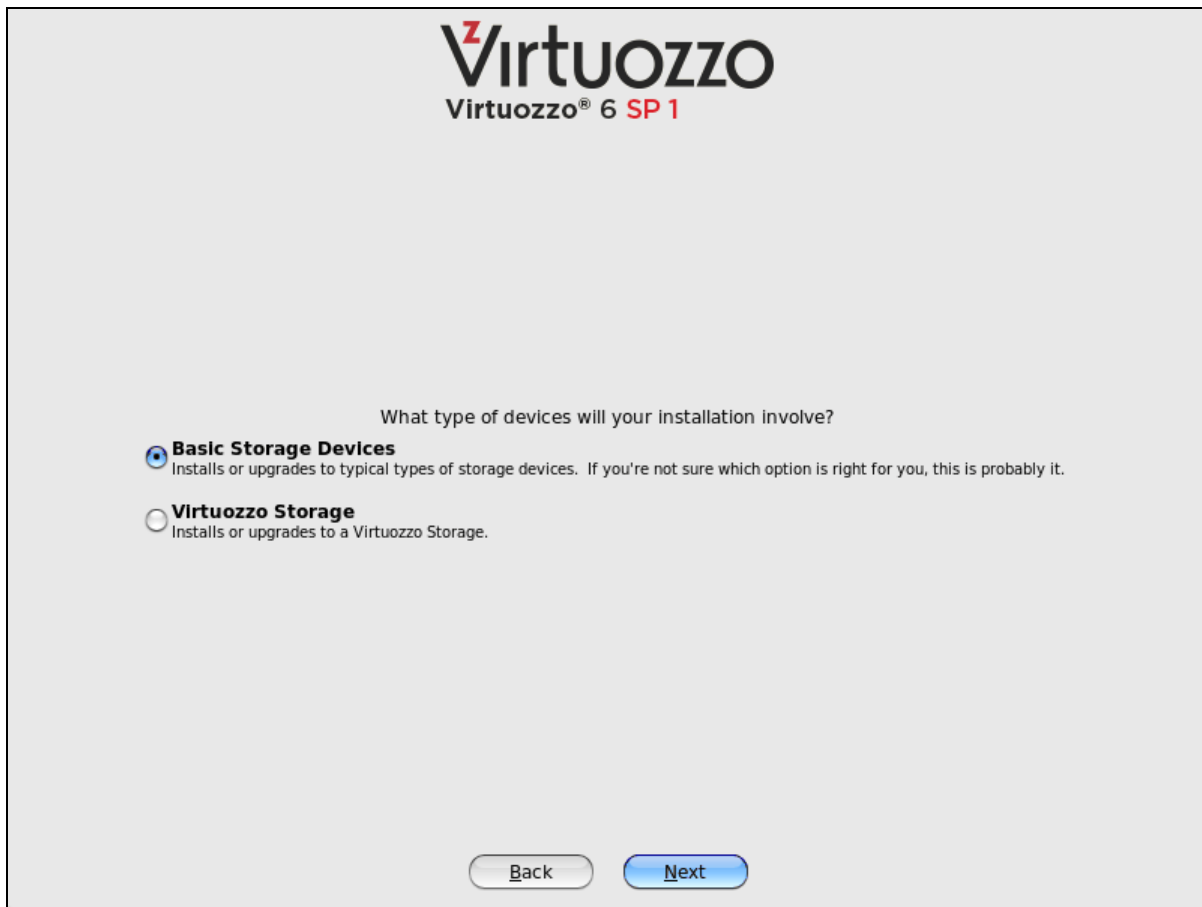 Virtuozzo
Virtuozzo® 6 SP 1
What type of devices will your installation involve?
Basic Storage Devices
Installs or upgrades to typical types of storage devices.  If you're not sure which option is right for you, this is probably it.
Virtuozzo Storage
Installs or upgrades to a Virtuozzo Storage.
Back Next